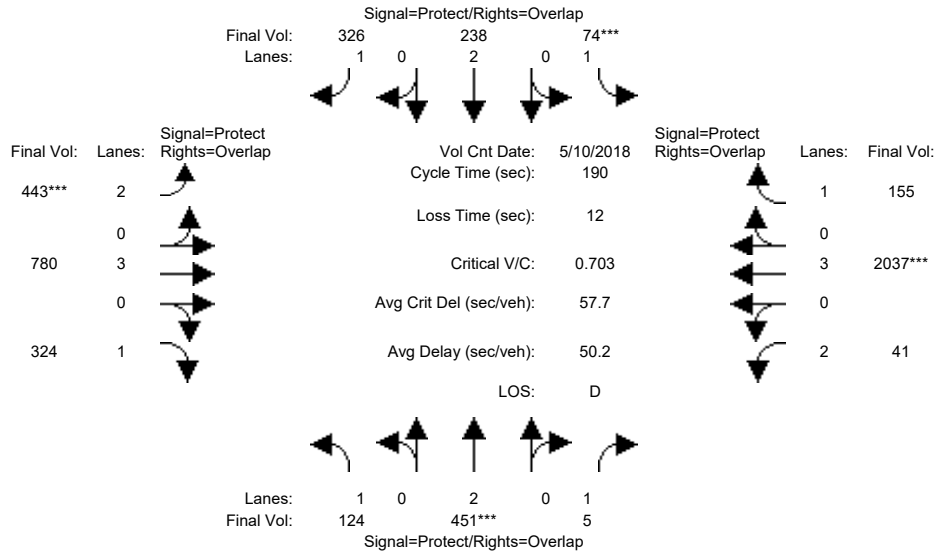 Signal=Protect/Rights=Overlap
Final Vol: 326 238 74***
Lanes: 1 0 2 0 1
Signal=Protect Signal=Protect
Final Vol: Lanes: Rights=Overlap Vol Cnt Date: 5/10/2018 Rights=Overlap Lanes: Final Vol:
Cycle Time (sec): 190
443*** 2 1 155
Loss Time (sec): 12
0 0
780 3 Critical V/C: 0.703 3 2037***
0 Avg Crit Del (sec/veh): 57.7 0
324 1 Avg Delay (sec/veh): 50.2 2 41
LOS: D
Lanes: 1 0 2 0 1
Final Vol: 124 451*** 5
Signal=Protect/Rights=Overlap